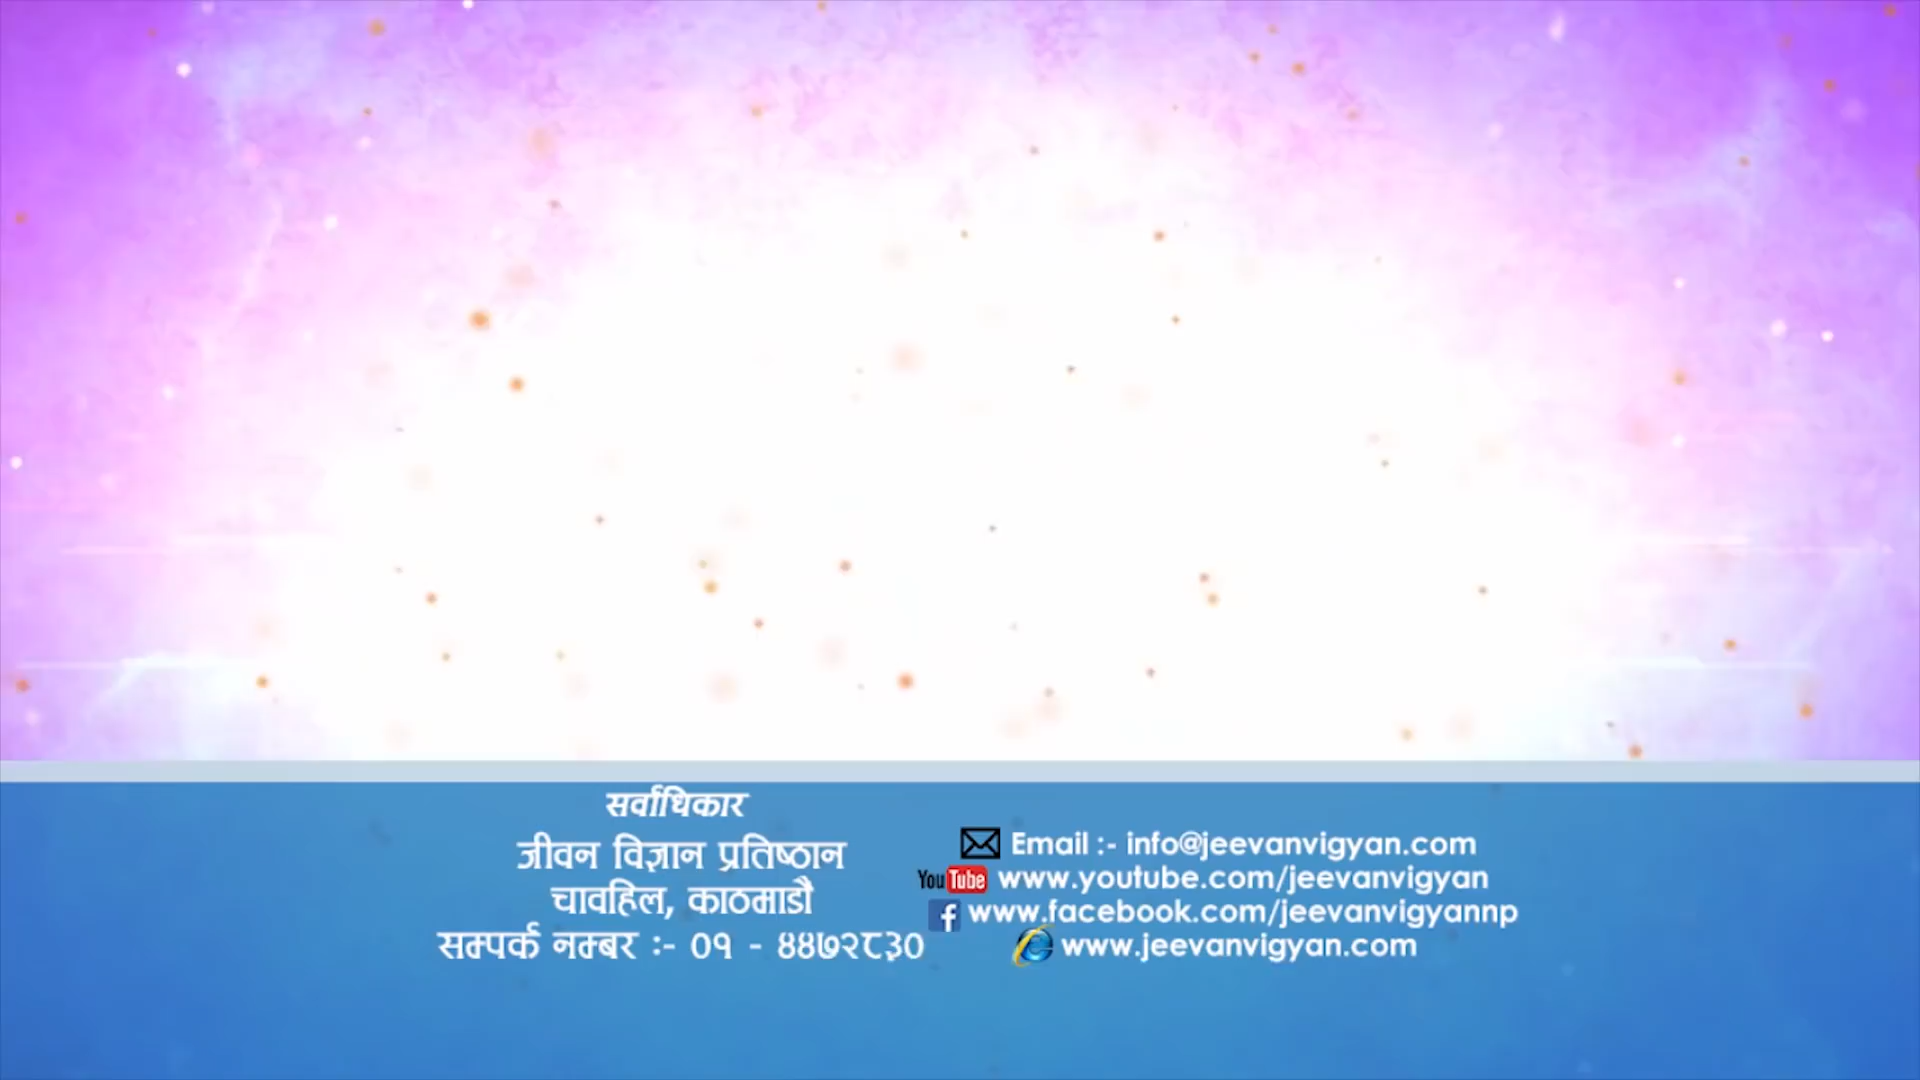 सर्वाधिकार
जीवन विज्ञान प्रतिष्ठान
चावहिल, काठमाडौ
सम्पर्क नम्बर :- ०१ - ४४७२८३०
Email :- info@jeevanvigyan.com
YouTube www.youtube.com/jeevanvigyan
f www.facebook.com/jeevanvigyannp
www.jeevanvigyan.com